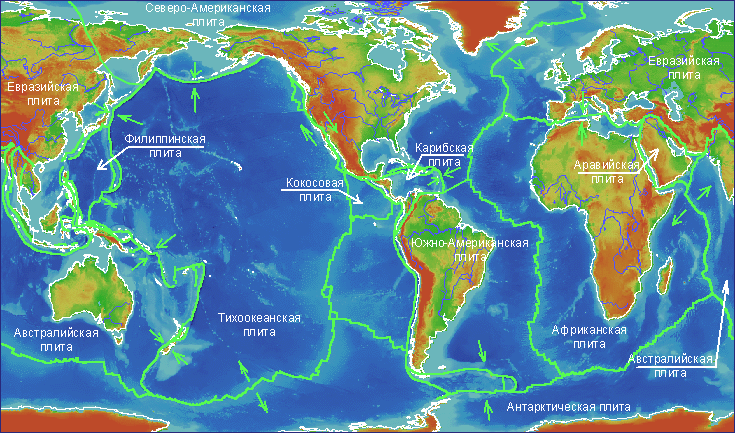 Северо-Американская
плита
Евразийская
плита
Евразийская
плита
Филиппинская
плита
Карибская
плита
Аравийская
плита
Кокосовая
плита
Южно-Американская
плита
Тихоокеанская
плита
Австралийская
плита
Африканская
плита
Австралийская
плита
Антарктическая плита